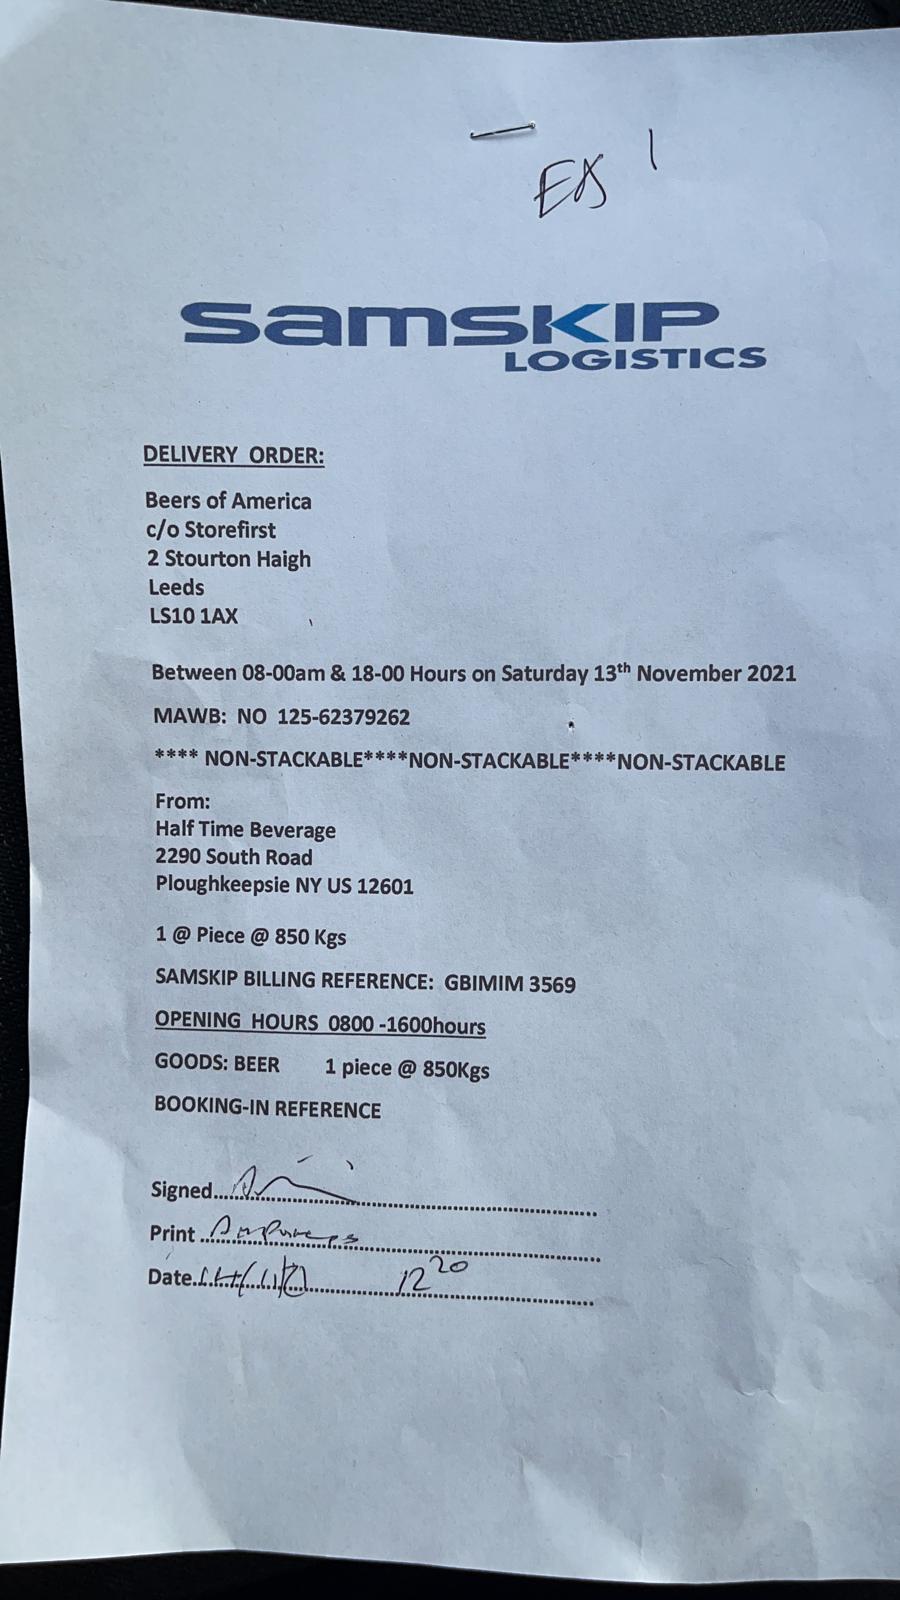 EX 1
Samskip
LOGISTICS
DELIVERY ORDER:
Beers of America
c/o Storefirst
2 Stourton Haigh
Leeds
LS10 1AX
Between 08-00am & 18-00 Hours on Saturday 13th November 2021
MAWB: NO 125-62379262
**** NON-STACKABLE****NON-STACKABLE****NON-STACKABLE
From:
Half Time Beverage
2290 South Road
Ploughkeepsie NY US 12601
1 @ Piece @ 850 Kgs
SAMSKIP BILLING REFERENCE: GBIMIM 3569
OPENING HOURS 0800 -1600hours
GOODS: BEER 1 piece @ 850Kgs
BOOKING-IN REFERENCE
Signed
Print
Date 12 20